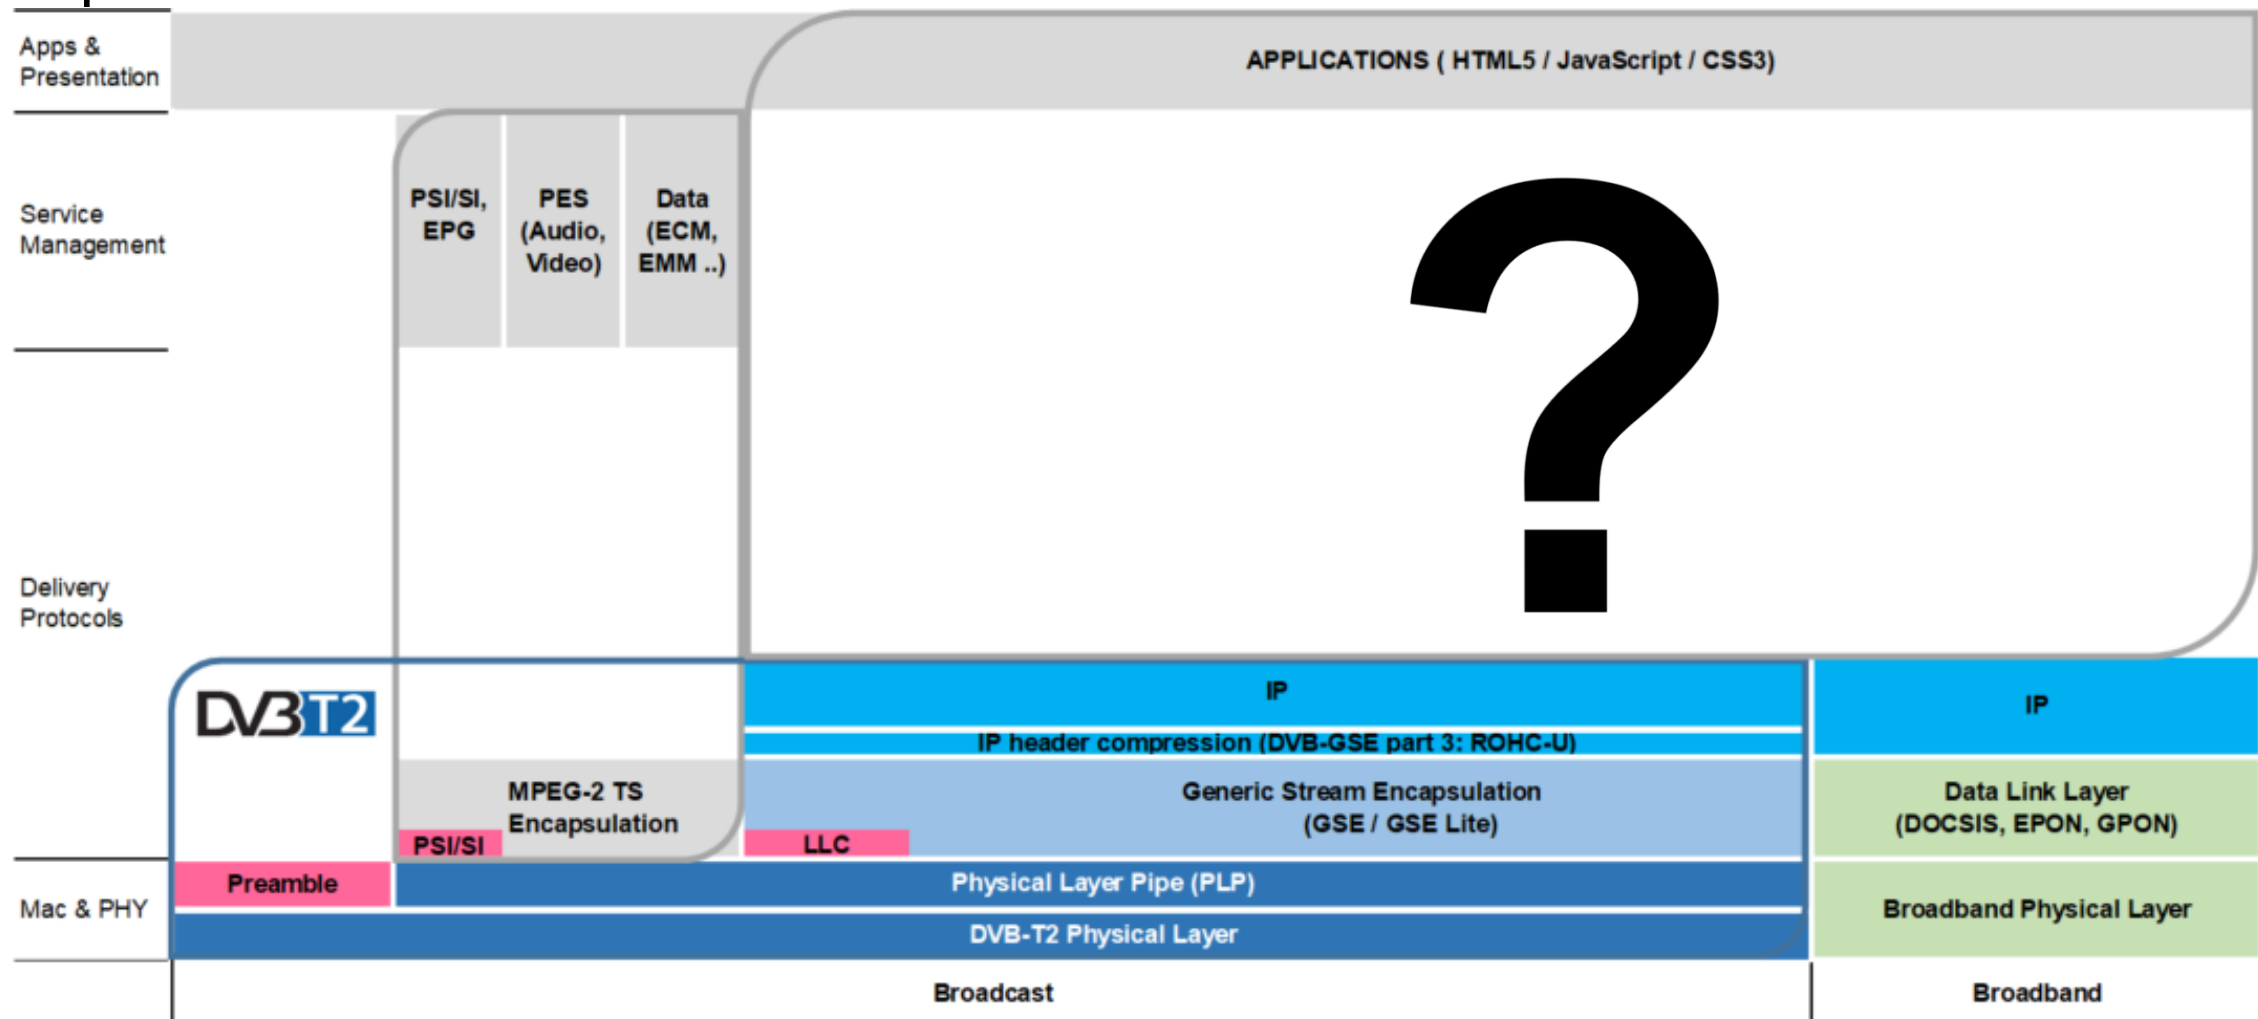 Apps &
Presentation
APPLICATIONS ( HTML5 / JavaScript / CSS3)
Service
Management
PSI/SI,
EPG
PES
(Audio,
Video)
Data
(ECM,
EMM ..)
?
Delivery
Protocols
DVB T2
IP
IP
IP header compression (DVB-GSE part 3: ROHC-U)
MPEG-2 TS
Encapsulation
PSI/SI
Generic Stream Encapsulation
(GSE / GSE Lite)
LLC
Data Link Layer
(DOCSIS, EPON, GPON)
Mac & PHY
Preamble
Physical Layer Pipe (PLP)
DVB-T2 Physical Layer
Broadband Physical Layer
Broadcast
Broadband